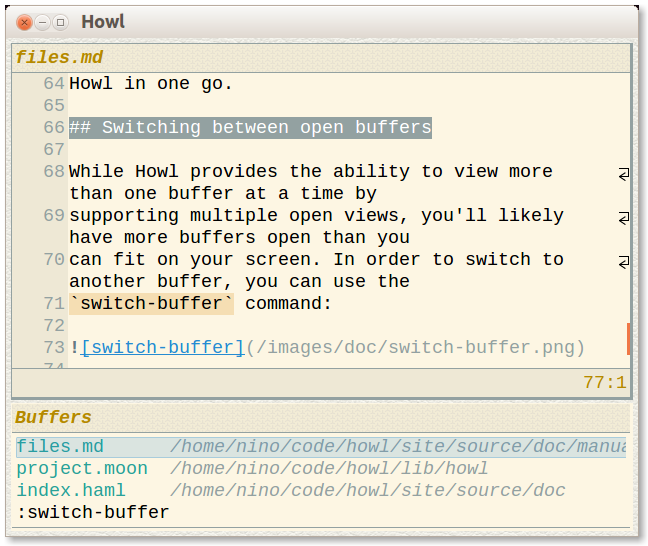 Howl
files.md
64 Howl in one go.
65
66 ## Switching between open buffers
67
68 While Howl provides the ability to view more
than one buffer at a time by
69 supporting multiple open views, you'll likely
have more buffers open than you
70 can fit on your screen. In order to switch to
another buffer, you can use the
71 `switch-buffer` command:
72
73 ![switch-buffer](/images/doc/switch-buffer.png)
74
77:1
Buffers
files.md /home/nino/code/howl/site/source/doc/manua
project.moon /home/nino/code/howl/lib/howl
index.haml /home/nino/code/howl/site/source/doc
:switch-buffer